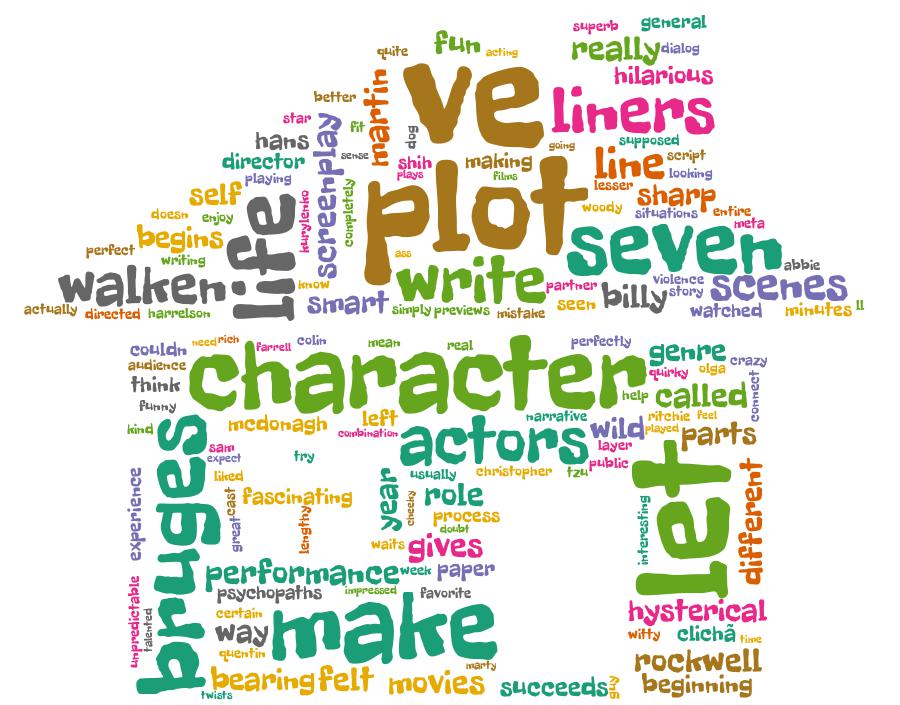 superb general
quite fun acting really dialog
hilarious
better martin ve liners
star fit dog
hans screenplay going supposed
director sense shih making line script
playing plays films looking
self completely plot lesser sharp
doesn enjoy kurylenko woody situations entire
begins life meta
perfect writing ass seven
walken know write partner violence abbie
story scenes
actually directed harrelson smart simply previews mistake seen billy watched minutes ll
couldn need rich farrell colin mean real perfectly genre crazy
audience quirky olga
think character help called connect
funny
kind bruges mcdonagh left narrative wild ritchie feel
played parts
combination actors layer
sam try public
expect usually christopher tzu let different
liked
experience cast fascinating year cheeky role interesting
great lengthy process
doubt
waits gives
performance week paper
unpredictable talented psychopaths impressed favorite
certain make hysterical
way witty clichã time
quentin marty rockwell
bearing felt movies succeeds guy beginning
twists